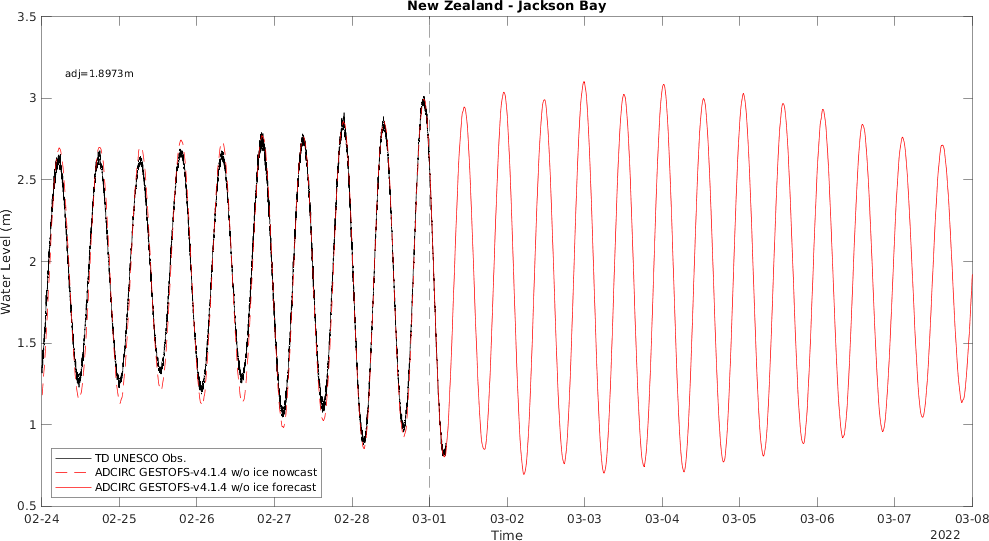 New Zealand - Jackson Bay
3.5
adj=1.8973m
3
2.5
2
Water Level (m)
1.5
1
TD UNESCO Obs.
ADCIRC GESTOFS-v4.1.4 w/o ice nowcast
ADCIRC GESTOFS-v4.1.4 w/o ice forecast
0.5
02-24 02-25 02-26 02-27 02-28 03-01 03-02 03-03 03-04 03-05 03-06 03-07 03-08
Time 2022